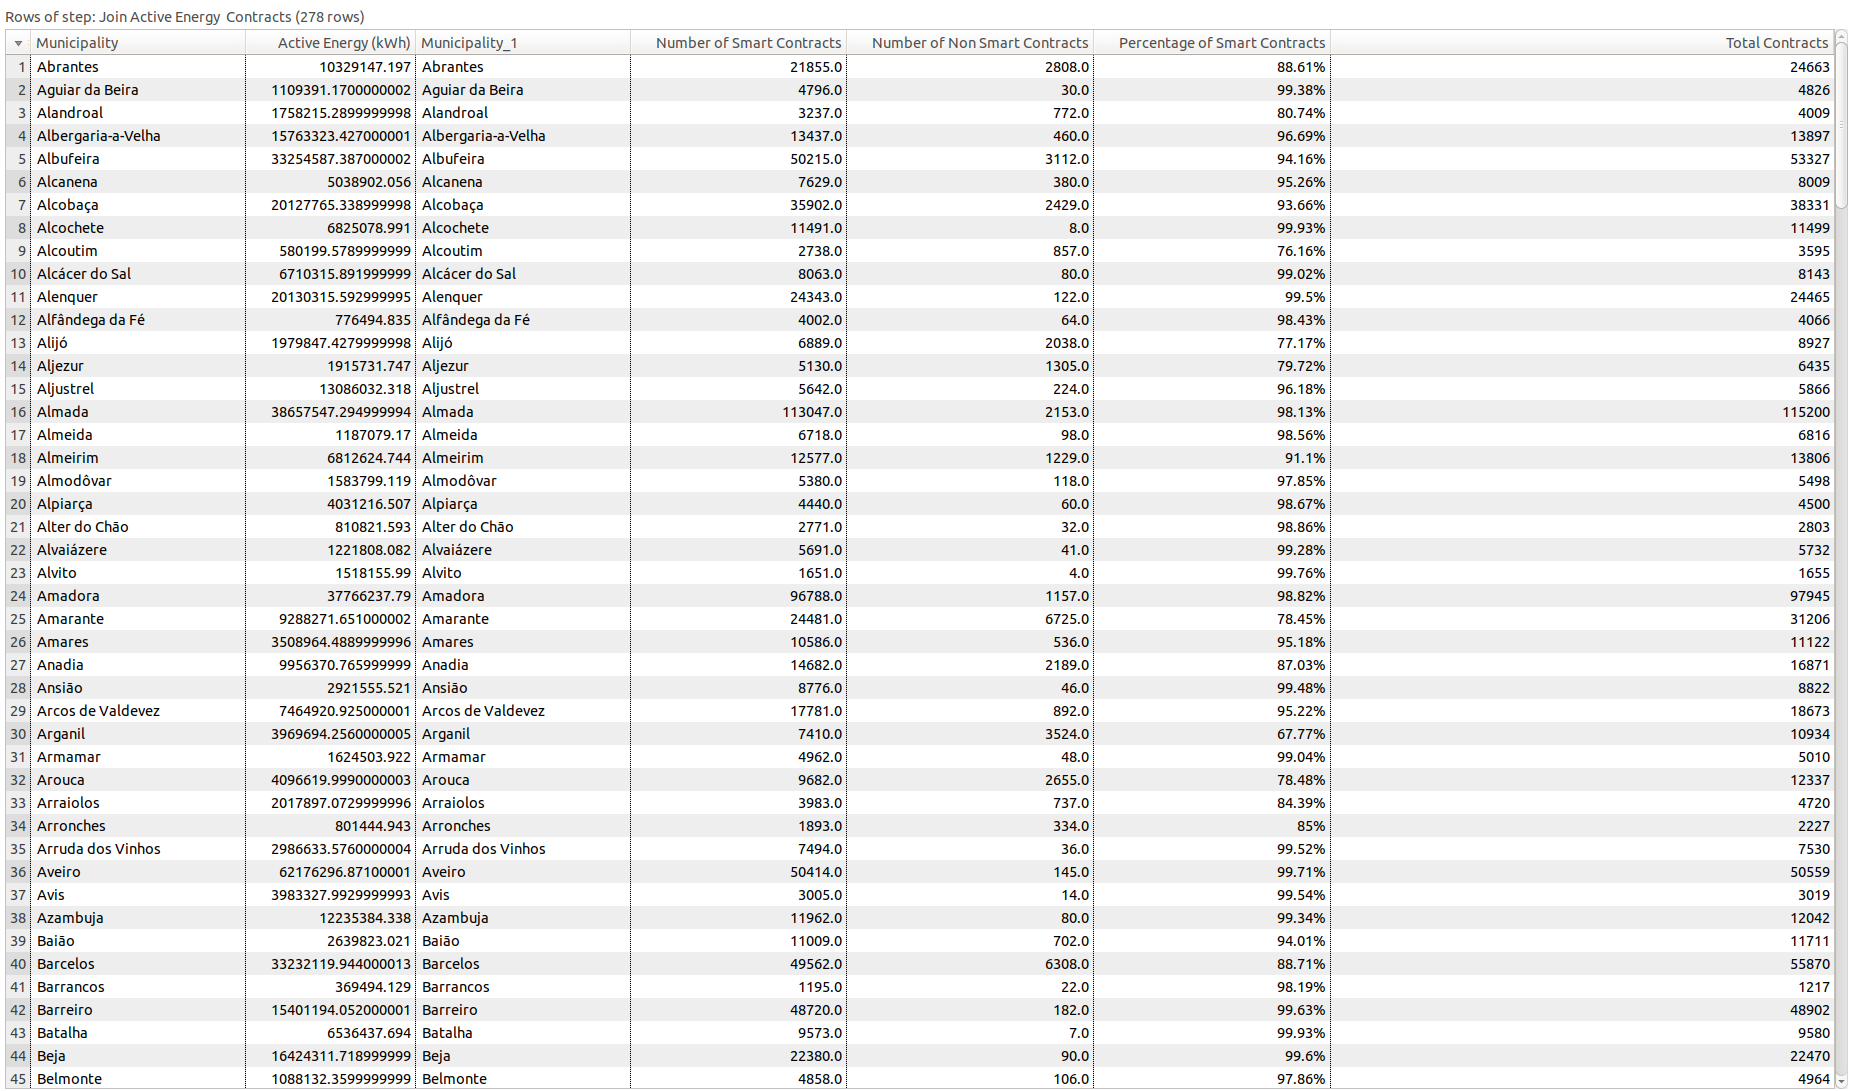 Rows of step: Join Active Energy  Contracts (278 rows)
Municipality Active Energy (kWh) Municipality_1 Number of Smart Contracts Number of Non Smart Contracts Percentage of Smart Contracts Total Contracts
1 Abrantes 10329147.197 Abrantes 21855.0 2808.0 88.61% 24663
2 Aguiar da Beira 1109391.1700000002 Aguiar da Beira 4796.0 30.0 99.38% 4826
3 Alandroal 1758215.2899999998 Alandroal 3237.0 772.0 80.74% 4009
4 Albergaria-a-Velha 15763323.427000001 Albergaria-a-Velha 13437.0 460.0 96.69% 13897
5 Albufeira 33254587.387000002 Albufeira 50215.0 3112.0 94.16% 53327
6 Alcanena 5038902.056 Alcanena 7629.0 380.0 95.26% 8009
7 Alcobaça 20127765.338999998 Alcobaça 35902.0 2429.0 93.66% 38331
8 Alcochete 6825078.991 Alcochete 11491.0 8.0 99.93% 11499
9 Alcoutim 580199.5789999999 Alcoutim 2738.0 857.0 76.16% 3595
10 Alcácer do Sal 6710315.891999999 Alcácer do Sal 8063.0 80.0 99.02% 8143
11 Alenquer 20130315.592999995 Alenquer 24343.0 122.0 99.5% 24465
12 Alfândega da Fé 776494.835 Alfândega da Fé 4002.0 64.0 98.43% 4066
13 Alijó 1979847.4279999998 Alijó 6889.0 2038.0 77.17% 8927
14 Aljezur 1915731.747 Aljezur 5130.0 1305.0 79.72% 6435
15 Aljustrel 13086032.318 Aljustrel 5642.0 224.0 96.18% 5866
16 Almada 38657547.294999994 Almada 113047.0 2153.0 98.13% 115200
17 Almeida 1187079.17 Almeida 6718.0 98.0 98.56% 6816
18 Almeirim 6812624.744 Almeirim 12577.0 1229.0 91.1% 13806
19 Almodôvar 1583799.119 Almodôvar 5380.0 118.0 97.85% 5498
20 Alpiarça 4031216.507 Alpiarça 4440.0 60.0 98.67% 4500
21 Alter do Chão 810821.593 Alter do Chão 2771.0 32.0 98.86% 2803
22 Alvaiázere 1221808.082 Alvaiázere 5691.0 41.0 99.28% 5732
23 Alvito 1518155.99 Alvito 1651.0 4.0 99.76% 1655
24 Amadora 37766237.79 Amadora 96788.0 1157.0 98.82% 97945
25 Amarante 9288271.651000002 Amarante 24481.0 6725.0 78.45% 31206
26 Amares 3508964.4889999996 Amares 10586.0 536.0 95.18% 11122
27 Anadia 9956370.765999999 Anadia 14682.0 2189.0 87.03% 16871
28 Ansião 2921555.521 Ansião 8776.0 46.0 99.48% 8822
29 Arcos de Valdevez 7464920.925000001 Arcos de Valdevez 17781.0 892.0 95.22% 18673
30 Arganil 3969694.2560000005 Arganil 7410.0 3524.0 67.77% 10934
31 Armamar 1624503.922 Armamar 4962.0 48.0 99.04% 5010
32 Arouca 4096619.9990000003 Arouca 9682.0 2655.0 78.48% 12337
33 Arraiolos 2017897.0729999996 Arraiolos 3983.0 737.0 84.39% 4720
34 Arronches 801444.943 Arronches 1893.0 334.0 85% 2227
35 Arruda dos Vinhos 2986633.5760000004 Arruda dos Vinhos 7494.0 36.0 99.52% 7530
36 Aveiro 62176296.87100001 Aveiro 50414.0 145.0 99.71% 50559
37 Avis 3983327.9929999993 Avis 3005.0 14.0 99.54% 3019
38 Azambuja 12235384.338 Azambuja 11962.0 80.0 99.34% 12042
39 Baião 2639823.021 Baião 11009.0 702.0 94.01% 11711
40 Barcelos 33232119.944000013 Barcelos 49562.0 6308.0 88.71% 55870
41 Barrancos 369494.129 Barrancos 1195.0 22.0 98.19% 1217
42 Barreiro 15401194.052000001 Barreiro 48720.0 182.0 99.63% 48902
43 Batalha 6536437.694 Batalha 9573.0 7.0 99.93% 9580
44 Beja 16424311.718999999 Beja 22380.0 90.0 99.6% 22470
45 Belmonte 1088132.3599999999 Belmonte 4858.0 106.0 97.86% 4964